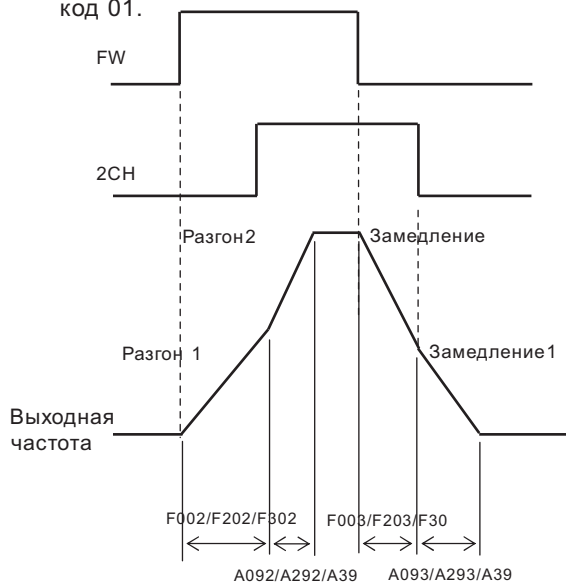 код 01.
FW
2CH
Разгон2
Замедление
Разгон 1
Замедление1
Выходная
частота
F002/F202/F302
F003/F203/F30
A092/A292/A39
A093/A293/A39